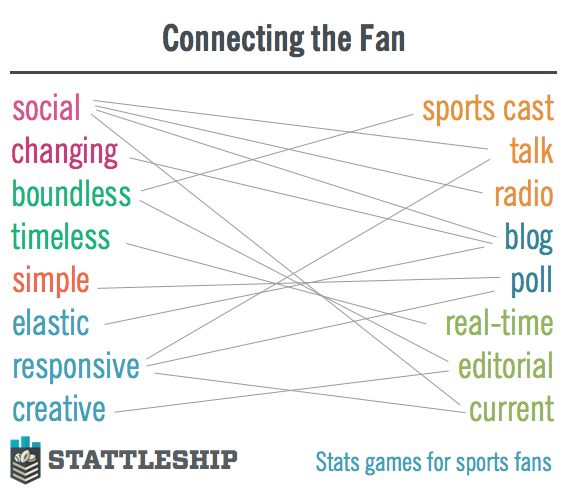 Connecting the Fan
social sports cast
changing talk
boundless radio
timeless blog
simple poll
elastic real-time
responsive editorial
creative current
STATTLESHIP Stats games for sports fans